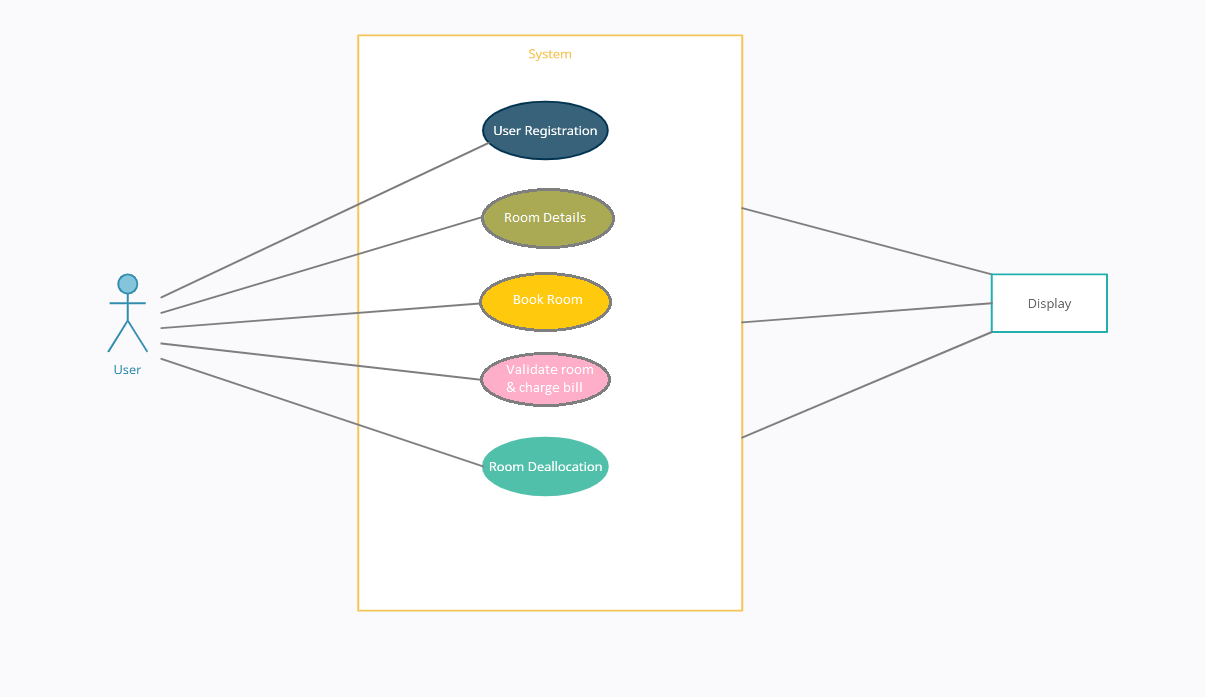 System
User Registration
Room Details
Book Room
Validate room
& charge bill
Room Deallocation
User
Display